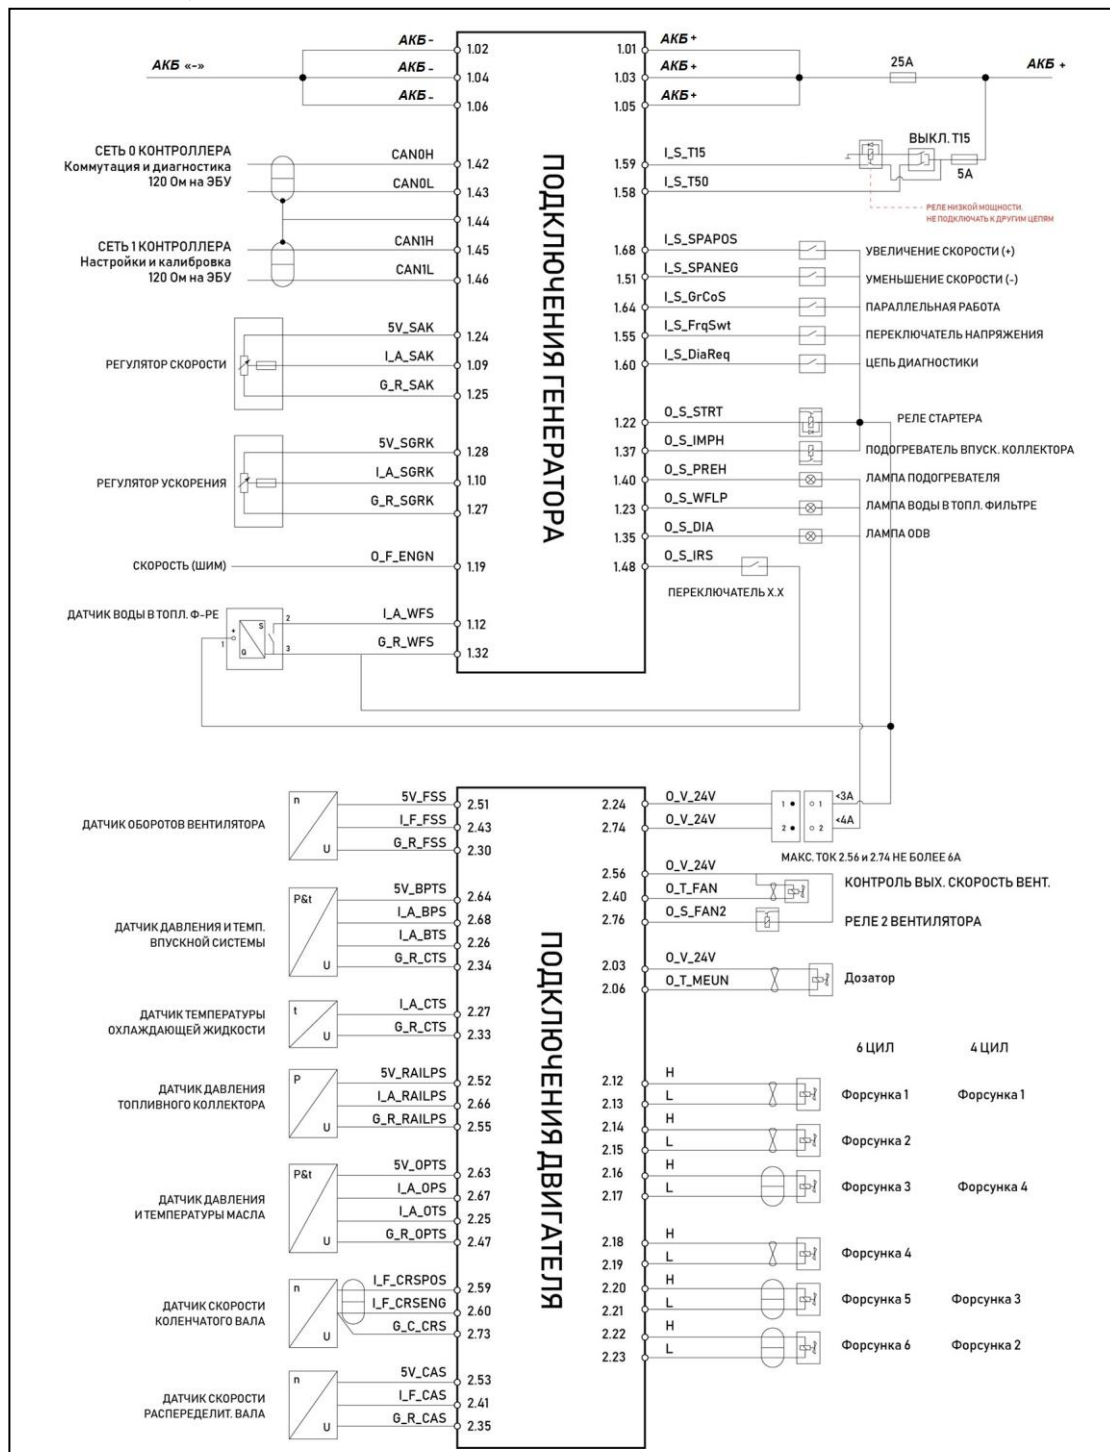 АКБ -
1.02
1.01
АКБ +
АКБ «-»
АКБ -
1.04
1.03
АКБ +
25А
АКБ +
АКБ -
1.06
1.05
АКБ +
СЕТЬ 0 КОНТРОЛЛЕРА
Коммутация и диагностика
120 Ом на ЭБУ
CAN0H
1.42
CAN0L
1.43
1.44
СЕТЬ 1 КОНТРОЛЛЕРА
Настройки и калибровка
120 Ом на ЭБУ
CAN1H
1.45
CAN1L
1.46
1.59
I_S_T15
1.58
I_S_T50
ВЫКЛ. Т15
5А
РЕЛЕ НИЗКОЙ МОЩНОСТИ.
НЕ ПОДКЛЮЧАТЬ К ДРУГИМ ЦЕПЯМ
1.68
I_S_SPAPOS
УВЕЛИЧЕНИЕ СКОРОСТИ (+)
1.51
I_S_SPANEG
УМЕНЬШЕНИЕ СКОРОСТИ (-)
1.64
I_S_GrCoS
ПАРАЛЛЕЛЬНАЯ РАБОТА
1.55
I_S_FrqSwt
ПЕРЕКЛЮЧАТЕЛЬ НАПРЯЖЕНИЯ
1.60
I_S_DiaReq
ЦЕПЬ ДИАГНОСТИКИ
РЕГУЛЯТОР СКОРОСТИ
5V_SAK
1.24
I_A_SAK
1.09
G_R_SAK
1.25
РЕГУЛЯТОР УСКОРЕНИЯ
5V_SGRK
1.28
I_A_SGRK
1.10
G_R_SGRK
1.27
ПОДКЛЮЧЕНИЯ ГЕНЕРАТОРА
1.22
O_S_STRT
РЕЛЕ СТАРТЕРА
1.37
O_S_IMPH
ПОДОГРЕВАТЕЛЬ ВПУСК. КОЛЛЕКТОРА
1.40
O_S_PREH
ЛАМПА ПОДОГРЕВАТЕЛЯ
1.23
O_S_WFLP
ЛАМПА ВОДЫ В ТОПЛ. ФИЛЬТРЕ
1.35
O_S_DIA
ЛАМПА ODB
1.48
O_S_IRS
ПЕРЕКЛЮЧАТЕЛЬ Х.Х
СКОРОСТЬ (ШИМ)
O_F_ENGN
1.19
ДАТЧИК ВОДЫ В ТОПЛ. Ф-РЕ
+
1
S
Q
2
3
I_A_WFS
1.12
G_R_WFS
1.32
ДАТЧИК ОБОРОТОВ ВЕНТИЛЯТОРА
n
U
5V_FSS
2.51
I_F_FSS
2.43
G_R_FSS
2.30
ДАТЧИК ДАВЛЕНИЯ И ТЕМП.
ВПУСКНОЙ СИСТЕМЫ
P&t
U
5V_BPTS
2.64
I_A_BPS
2.68
I_A_BTS
2.26
G_R_CTS
2.34
ДАТЧИК ТЕМПЕРАТУРЫ
ОХЛАЖДАЮЩЕЙ ЖИДКОСТИ
t
U
I_A_CTS
2.27
G_R_CTS
2.33
ДАТЧИК ДАВЛЕНИЯ
ТОПЛИВНОГО КОЛЛЕКТОРА
P
U
5V_RAILPS
2.52
I_A_RAILPS
2.66
G_R_RAILPS
2.55
ДАТЧИК ДАВЛЕНИЯ
И ТЕМПЕРАТУРЫ МАСЛА
P&t
U
5V_OPTS
2.63
I_A_OPS
2.67
I_A_OTS
2.25
G_R_OPTS
2.47
ДАТЧИК СКОРОСТИ
КОЛЕНЧАТОГО ВАЛА
n
U
I_F_CRSPOS
2.59
I_F_CRSENG
2.60
G_C_CRS
2.73
ДАТЧИК СКОРОСТИ
РАСПЕРЕДЕЛИТ. ВАЛА
n
U
5V_CAS
2.53
I_F_CAS
2.41
G_R_CAS
2.35
ПОДКЛЮЧЕНИЯ ДВИГАТЕЛЯ
2.24
O_V_24V
1
1
<3А
2.74
O_V_24V
2
2
<4А
МАКС. ТОК 2.56 и 2.74 НЕ БОЛЕЕ 6А
2.56
O_V_24V
2.40
O_T_FAN
КОНТРОЛЬ ВЫХ. СКОРОСТЬ ВЕНТ.
2.76
O_S_FAN2
РЕЛЕ 2 ВЕНТИЛЯТОРА
2.03
O_V_24V
2.06
O_T_MEUN
Дозатор
6 ЦИЛ
4 ЦИЛ
2.12
H
2.13
L
Форсунка 1
Форсунка 1
2.14
H
2.15
L
Форсунка 2
2.16
H
2.17
L
Форсунка 3
Форсунка 4
2.18
H
2.19
L
Форсунка 4
2.20
H
2.21
L
Форсунка 5
Форсунка 3
2.22
H
2.23
L
Форсунка 6
Форсунка 2